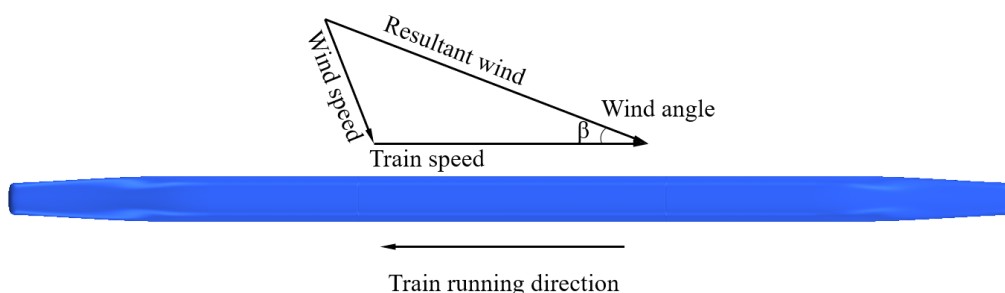 Resultant wind
Wind speed
Wind angle
β
Train speed
Train running direction